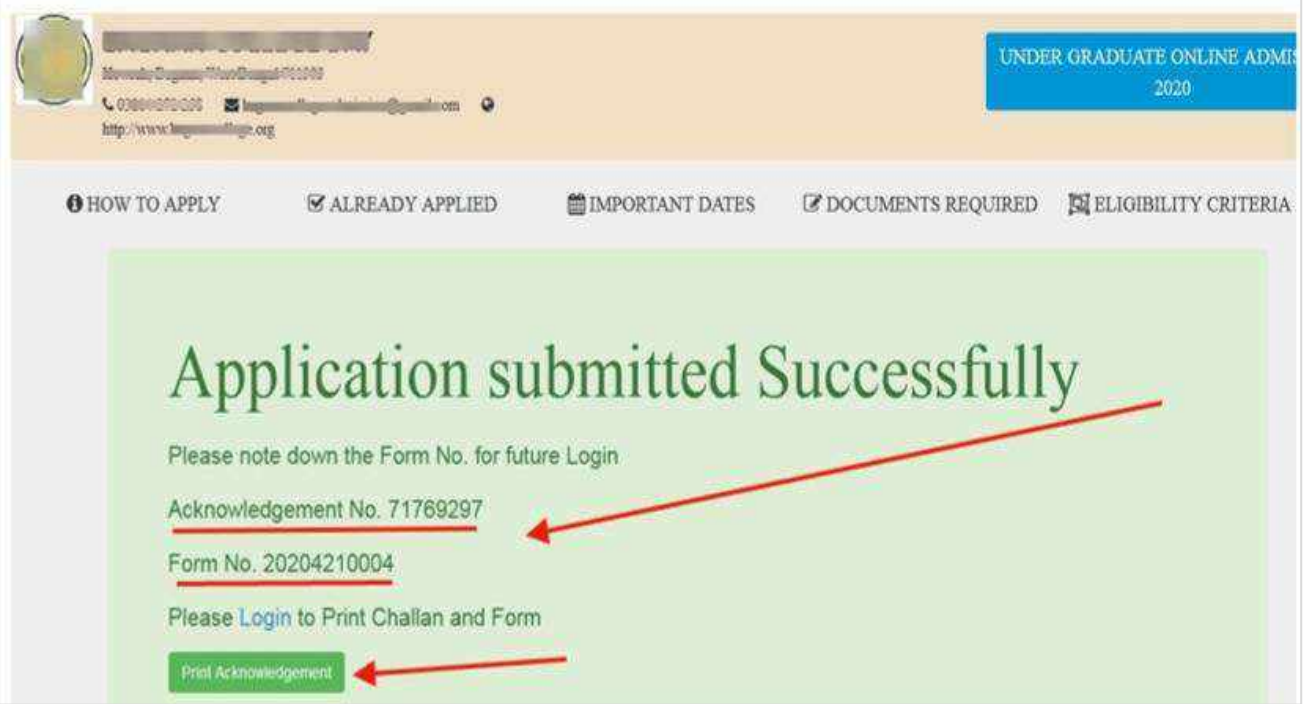 UNDER GRADUATE ONLINE ADMIS
2020
HOW TO APPLY
ALREADY APPLIED
IMPORTANT DATES
DOCUMENTS REQUIRED
ELIGIBILITY CRITERIA
Application submitted Successfully
Please note down the Form No. for future Login
Acknowledgement No. 71769297
Form No. 20204210004
Please Login to Print Challan and Form
Print Acknowledgement